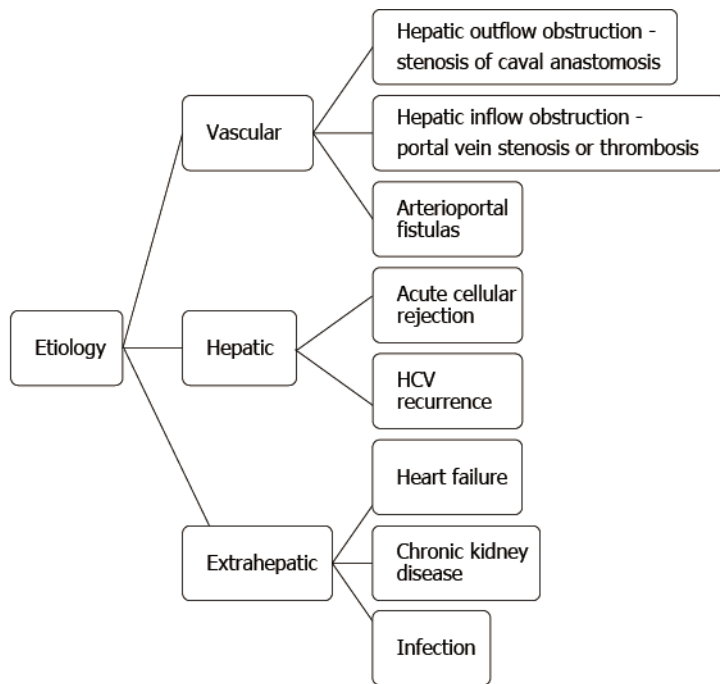 Etiology
Vascular
Hepatic outflow obstruction -
stenosis of caval anastomosis
Hepatic inflow obstruction -
portal vein stenosis or thrombosis
Arterioportal
fistulas
Hepatic
Acute cellular
rejection
HCV
recurrence
Extrahepatic
Heart failure
Chronic kidney
disease
Infection